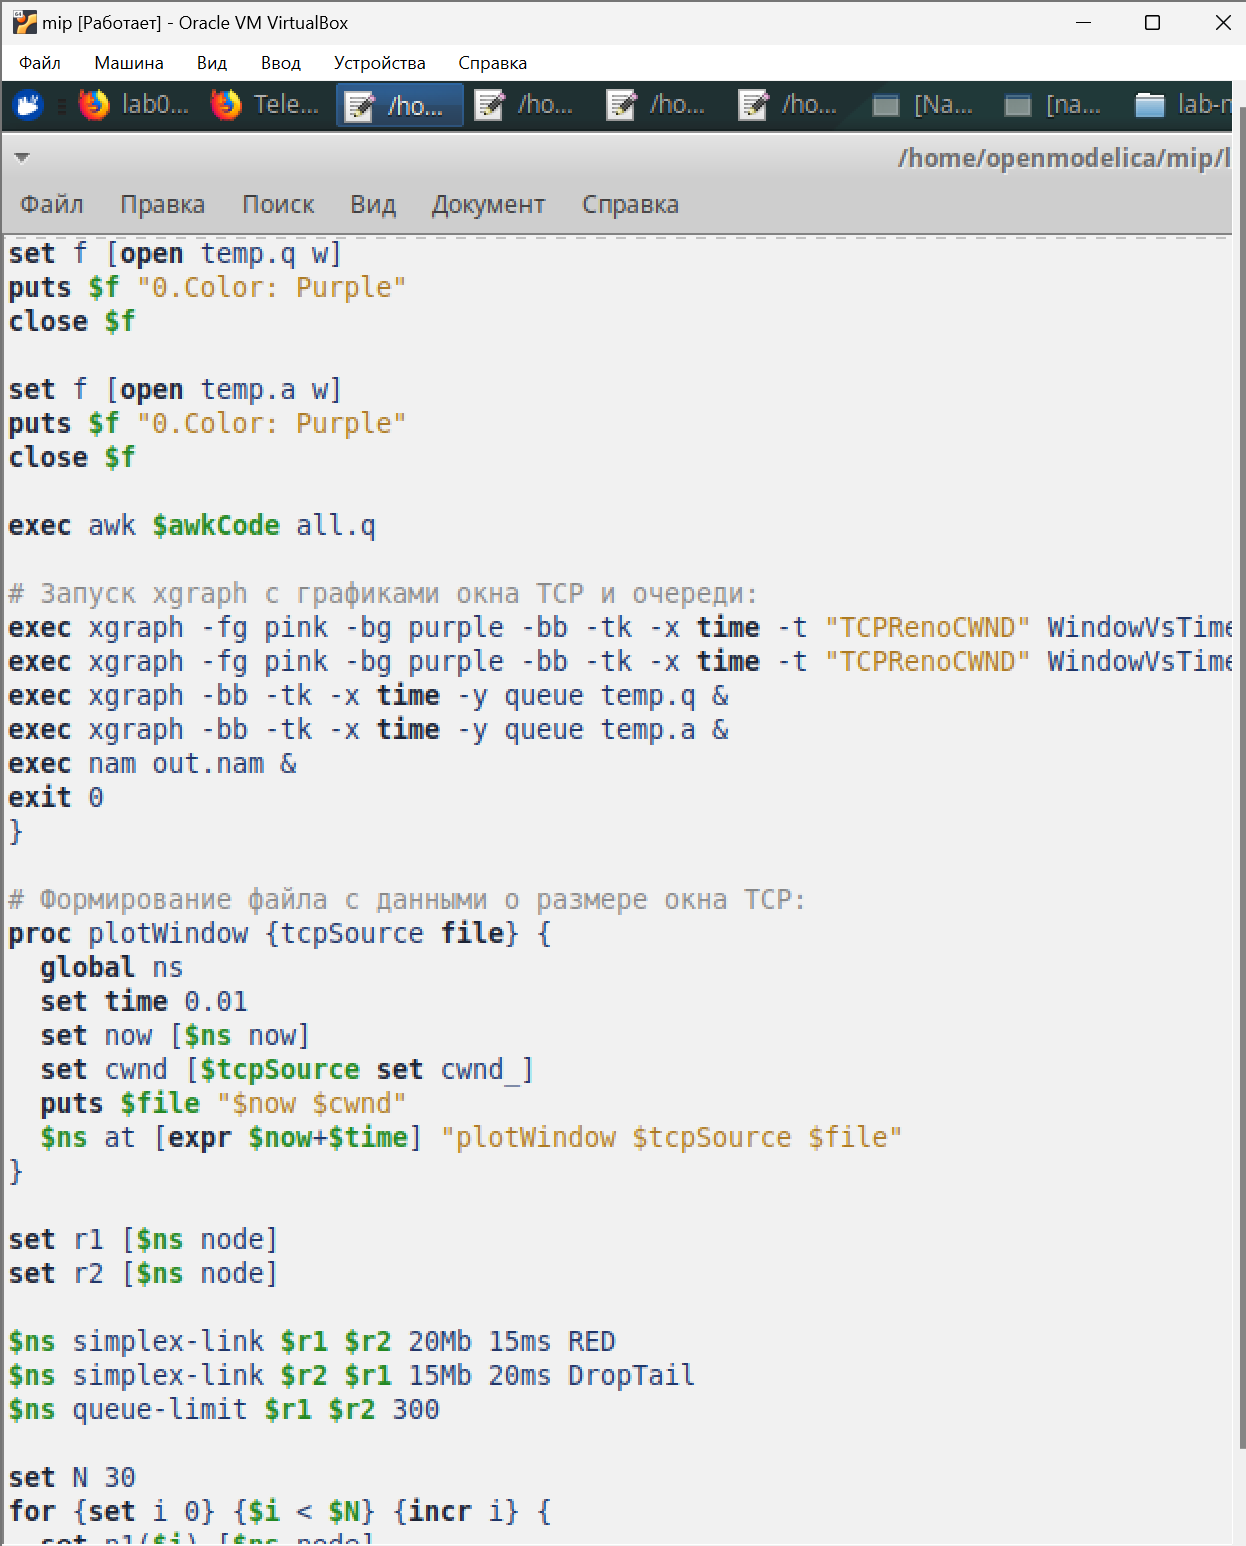 mip [Работает] - Oracle VM VirtualBox
Файл Машина Вид Ввод Устройства Справка
lab0... Tele... /ho... /ho... /ho... /ho... [Na... [na... lab-n
/home/openmodelica/mip/l
Файл Правка Поиск Вид Документ Справка
set f [open temp.q w]
puts $f "0.Color: Purple"
close $f
set f [open temp.a w]
puts $f "0.Color: Purple"
close $f
exec awk $awkCode all.q
# Запуск xgraph с графиками окна TCP и очереди:
exec xgraph -fg pink -bg purple -bb -tk -x time -t "TCPRenoCWND" WindowVsTime
exec xgraph -fg pink -bg purple -bb -tk -x time -t "TCPRenoCWND" WindowVsTime
exec xgraph -bb -tk -x time -y queue temp.q &
exec xgraph -bb -tk -x time -y queue temp.a &
exec nam out.nam &
exit 0
}
# Формирование файла с данными о размере окна TCP:
proc plotWindow {tcpSource file} {
  global ns
  set time 0.01
  set now [$ns now]
  set cwnd [$tcpSource set cwnd_]
  puts $file "$now $cwnd"
  $ns at [expr $now+$time] "plotWindow $tcpSource $file"
}
set r1 [$ns node]
set r2 [$ns node]
$ns simplex-link $r1 $r2 20Mb 15ms RED
$ns simplex-link $r2 $r1 15Mb 20ms DropTail
$ns queue-limit $r1 $r2 300
set N 30
for {set i 0} {$i < $N} {incr i} {
  set n1($i) [$ns node]